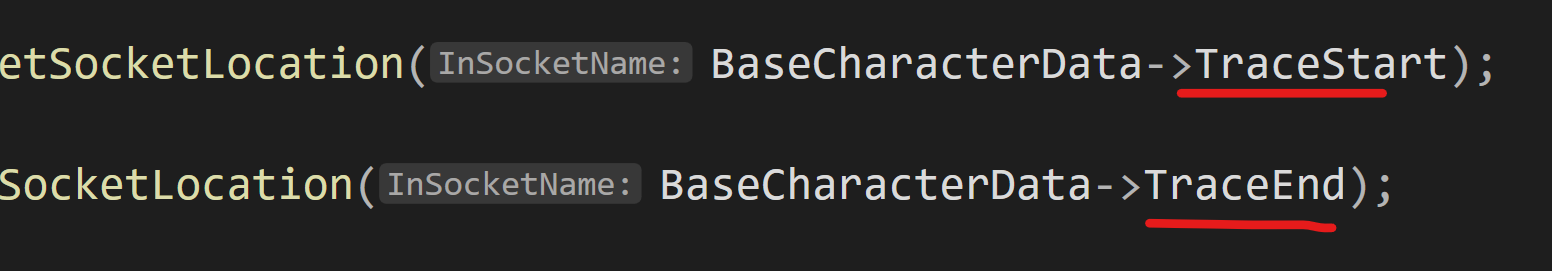 etSocketLocation(InSocketName: BaseCharacterData->TraceStart);
SocketLocation(InSocketName: BaseCharacterData->TraceEnd);